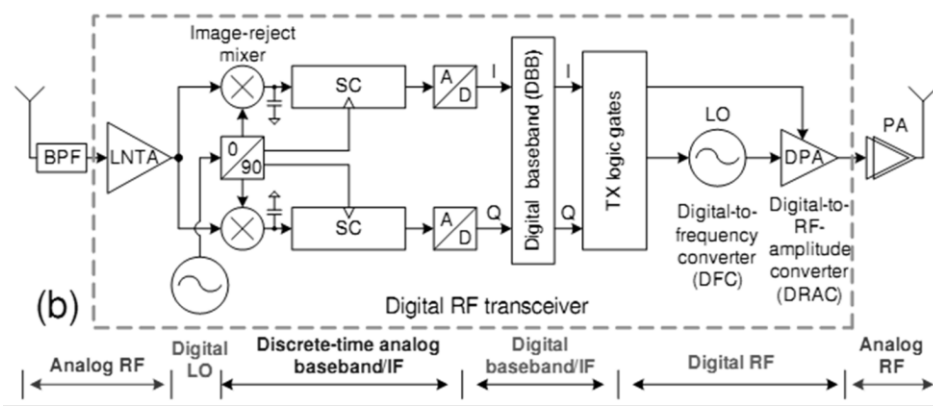 Image-reject
mixer
SC
A
D
I
I
LO
PA
BPF
LNTA
0
90
Digital baseband (DBB)
TX logic gates
DPA
SC
A
D
Q
Q
Digital-to-
frequency
converter
(DFC)
Digital-to-
RF-
amplitude
converter
(DRAC)
(b)
Digital RF transceiver
Analog RF
Digital
LO
Discrete-time analog
baseband/IF
Digital
baseband/IF
Digital RF
Analog
RF